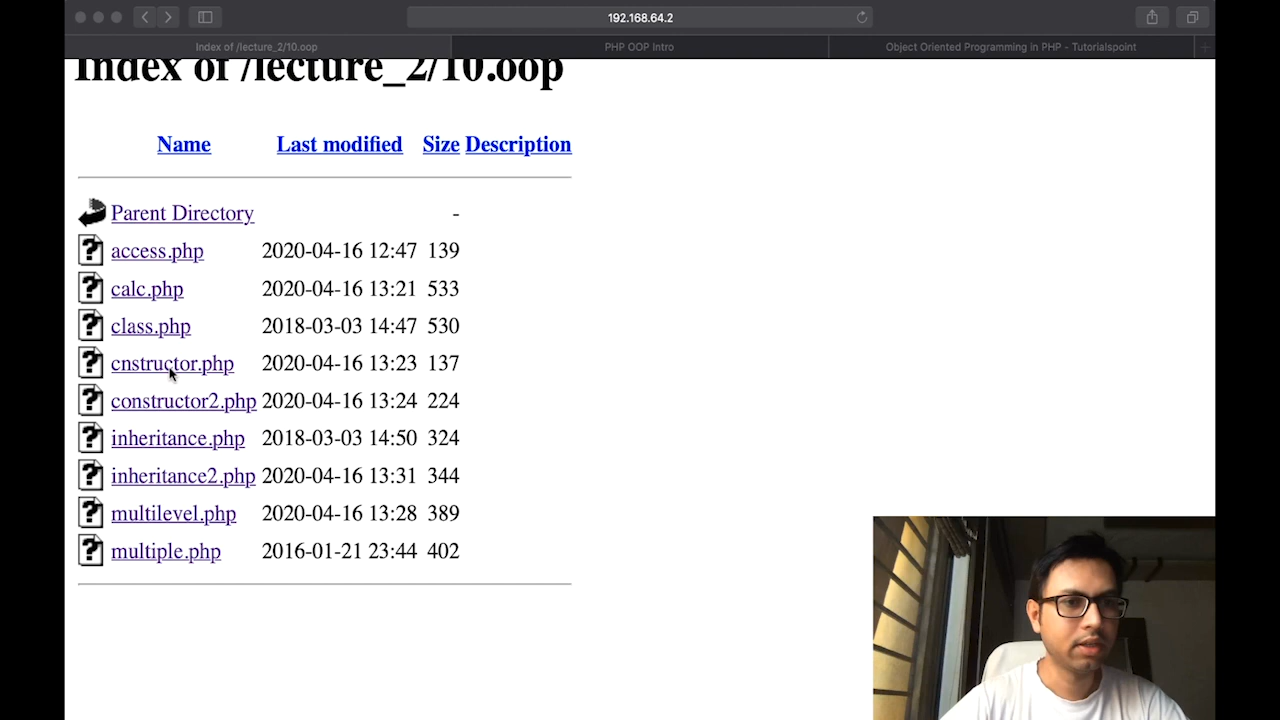 192.168.64.2
Index of /lecture_2/10.oop PHP OOP Intro Object Oriented Programming in PHP - Tutorialspoint
Index of /lecture_2/10.oop
Name Last modified Size Description
Parent Directory -
access.php 2020-04-16 12:47 139
calc.php 2020-04-16 13:21 533
class.php 2018-03-03 14:47 530
cnstructor.php 2020-04-16 13:23 137
constructor2.php 2020-04-16 13:24 224
inheritance.php 2018-03-03 14:50 324
inheritance2.php 2020-04-16 13:31 344
multilevel.php 2020-04-16 13:28 389
multiple.php 2016-01-21 23:44 402